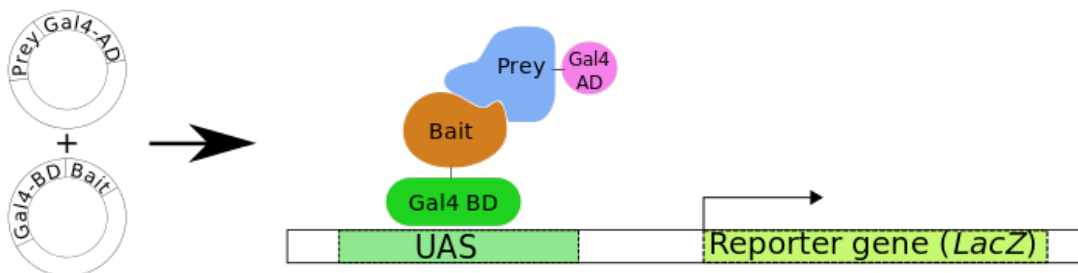 Prey Gal4-AD
+
Gal4-BD Bait
Prey
Gal4
AD
Bait
Gal4 BD
UAS
Reporter gene (LacZ)